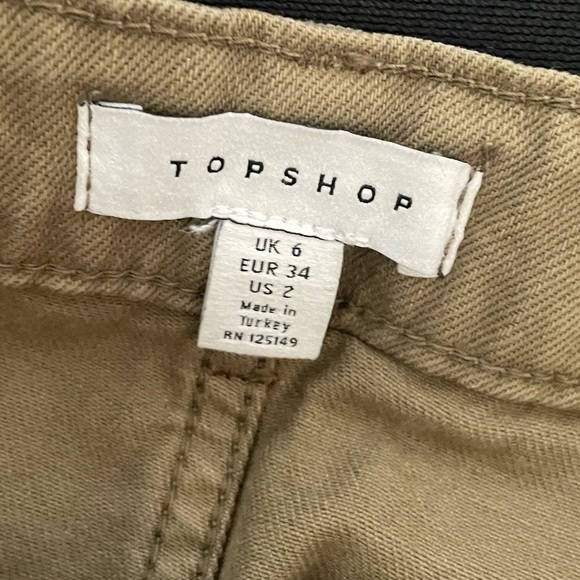 TOPSHOP
UK 6
EUR 34
US 2
Made in
Turkey
RN 125149